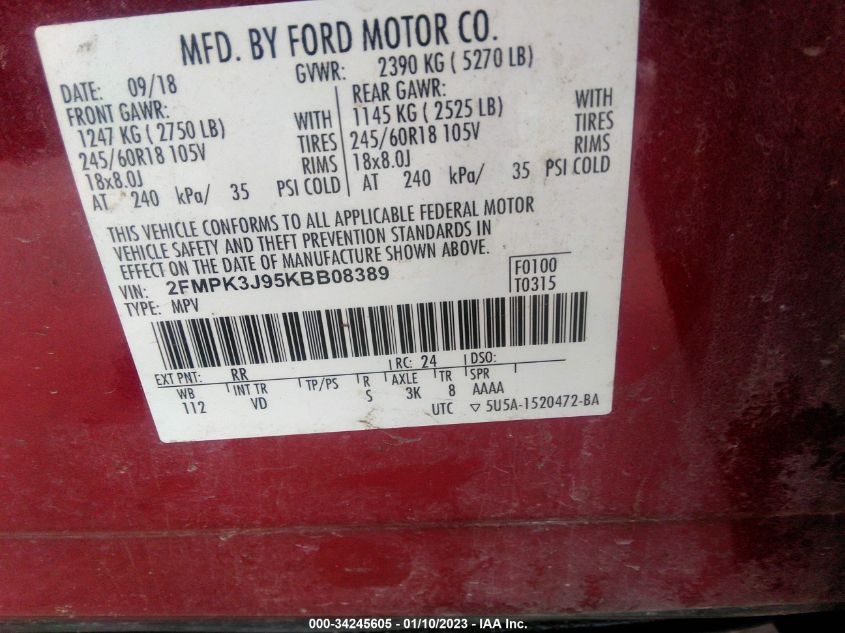 MFD. BY FORD MOTOR CO.
DATE: 09/18 GVWR: 2390 KG ( 5270 LB)
FRONT GAWR: REAR GAWR:
1247 KG ( 2750 LB) WITH 1145 KG ( 2525 LB) WITH
245/60R18 105V TIRES 245/60R18 105V TIRES
18x8.0J RIMS 18x8.0J RIMS
AT 240 kPa/ 35 PSI COLD AT 240 kPa/ 35 PSI COLD
THIS VEHICLE CONFORMS TO ALL APPLICABLE FEDERAL MOTOR
VEHICLE SAFETY AND THEFT PREVENTION STANDARDS IN
EFFECT ON THE DATE OF MANUFACTURE SHOWN ABOVE.
VIN: 2FMPK3J95KBB08389 F0100
TYPE: MPV T0315
EXT PNT: RR RC: 24 DSO:
WB INT TR TP/PS R AXLE TR SPR
112 VD S 3K 8 AAAA
UTC ▽ 5U5A-1520472-BA
000-34245605 - 01/10/2023 - IAA Inc.